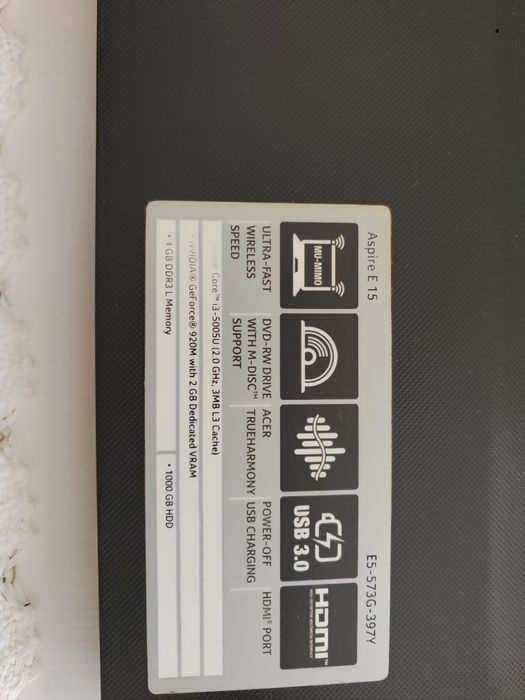 Aspire E 15
E5-573G-397Y
MU-MIMO
USB 3.0
HDMI™
ULTRA-FAST
WIRELESS
SPEED
DVD-RW DRIVE
WITH M-DISC™
SUPPORT
ACER
TRUEHARMONY
POWER-OFF
USB CHARGING
HDMI® PORT
Core™ i3-5005U (2.0 GHz, 3MB L3 Cache)
NVIDIA® GeForce® 920M with 2 GB Dedicated VRAM
• 4 GB DDR3 L Memory
• 1000 GB HDD